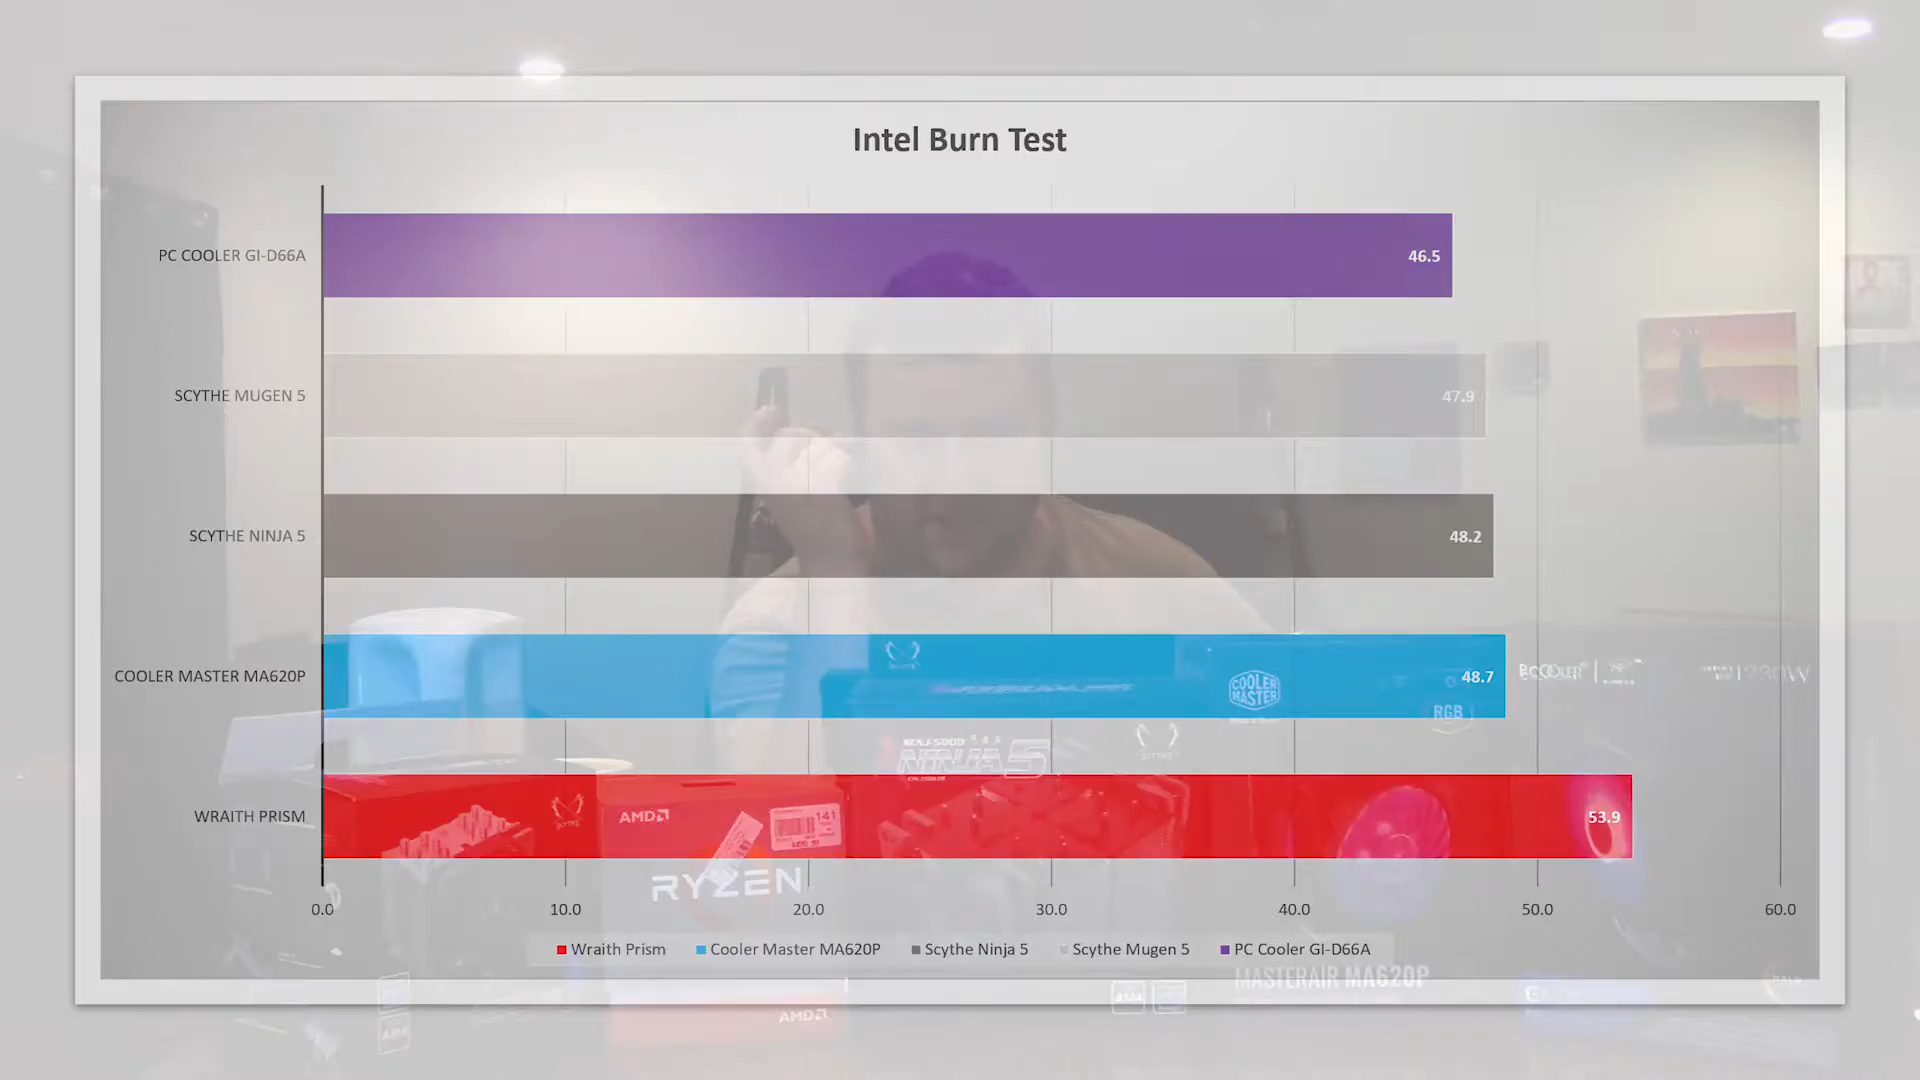 Intel Burn Test
PC COOLER GI-D66A
46.5
SCYTHE MUGEN 5
47.9
SCYTHE NINJA 5
48.2
COOLER MASTER MA620P
48.7
COOLER MASTER
RGB
PCCOOLER
230W
NINJA 5
WRAITH PRISM
53.9
AMD
141
RYZEN
0.0 10.0 20.0 30.0 40.0 50.0 60.0
Wraith Prism Cooler Master MA620P Scythe Ninja 5 Scythe Mugen 5 PC Cooler GI-D66A
MASTERAIR MA620P
AMD